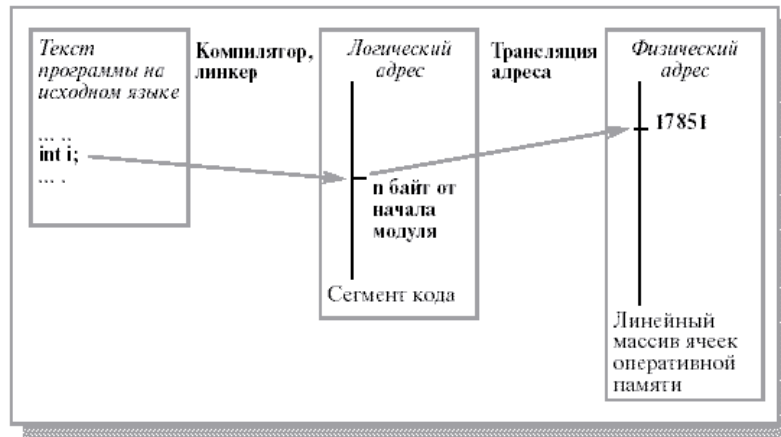 Текст
программы на
исходном языке
... ..
int i;
... .
Компилятор,
линкер
Логический
адрес
n байт от
начала
модуля
Сегмент кода
Трансляция
адреса
Физический
адрес
17851
Линейный
массив ячеек
оперативной
памяти